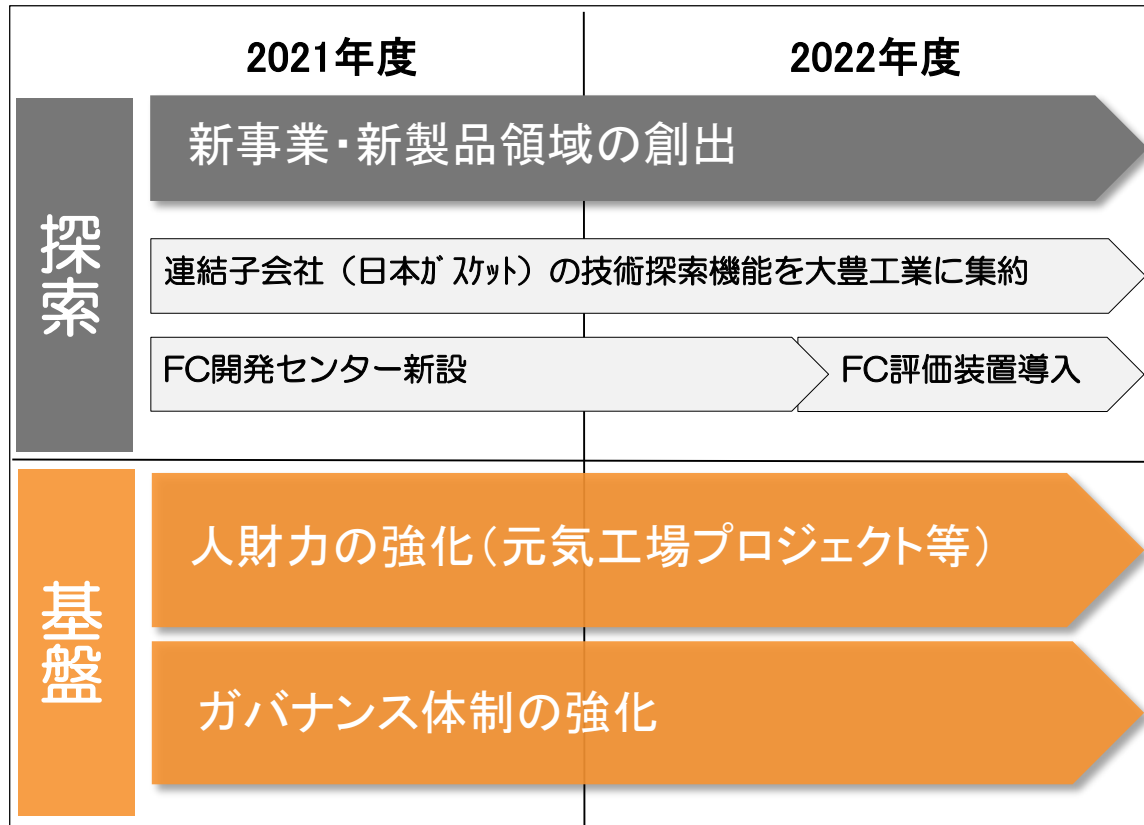 2021年度
2022年度
探索
新事業・新製品領域の創出
連結子会社（日本ｶﾞｽｹｯﾄ）の技術探索機能を大豊工業に集約
FC開発センター新設
FC評価装置導入
基盤
人財力の強化（元気工場プロジェクト等）
ガバナンス体制の強化